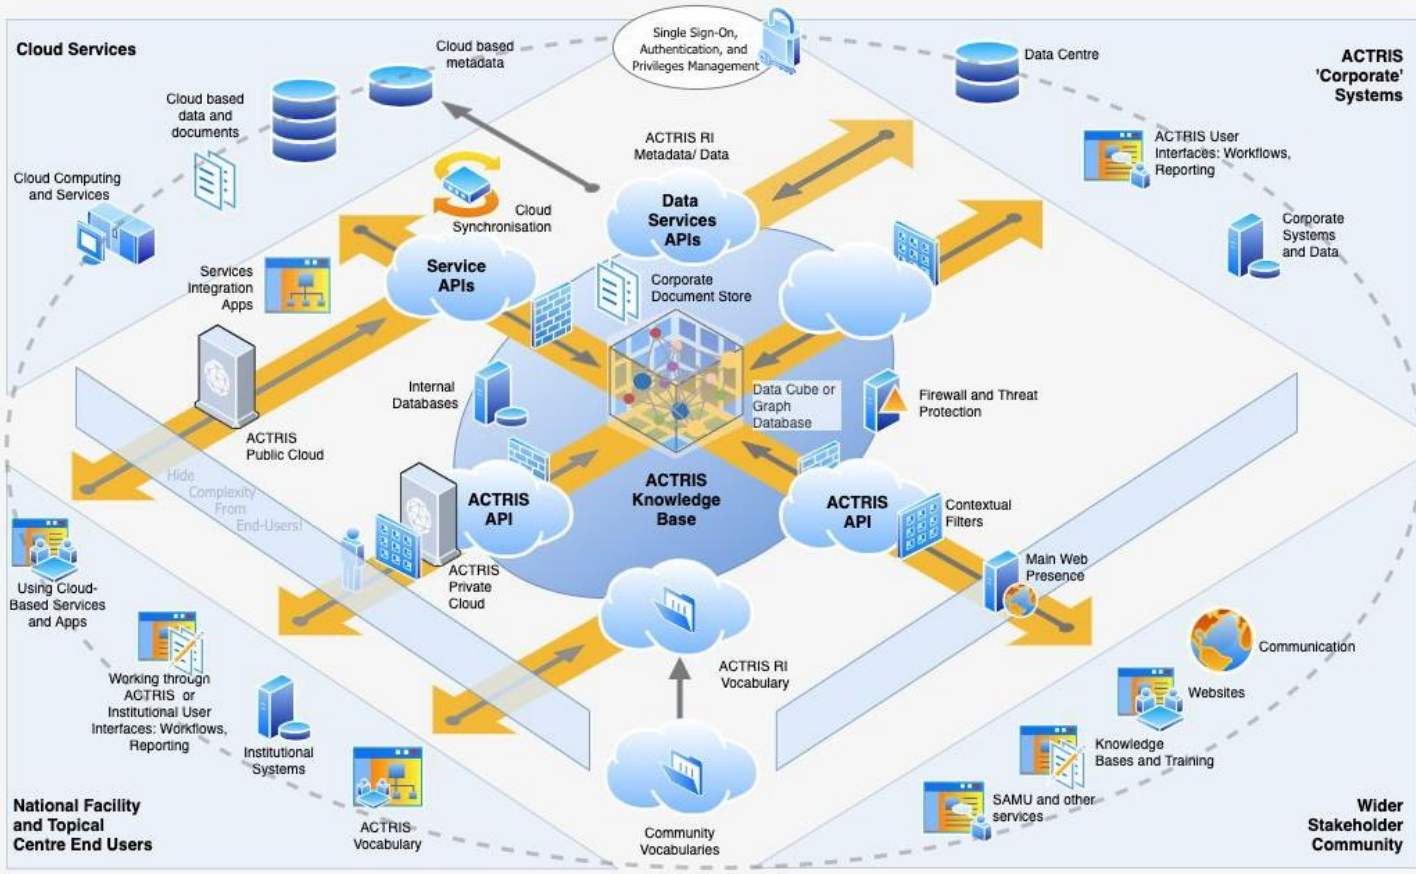 Cloud Services
Cloud based
metadata
Single Sign-On,
Authentication, and
Privileges Management
Data Centre
ACTRIS
'Corporate'
Systems
Cloud based
data and
documents
ACTRIS RI
Metadata/ Data
ACTRIS User
Interfaces: Workflows,
Reporting
Cloud Computing
and Services
Cloud
Synchronisation
Data
Services
APIs
Corporate
Systems
and Data
Services
Integration
Apps
Service
APIs
Corporate
Document Store
Internal
Databases
Data Cube or
Graph
Database
Firewall and Threat
Protection
ACTRIS
Public Cloud
Hide
Complexity
From
End-Users!
ACTRIS
API
ACTRIS
Knowledge
Base
ACTRIS
API
Contextual
Filters
ACTRIS
Private
Cloud
Main Web
Presence
Using Cloud-
Based Services
and Apps
Working through
ACTRIS or
Institutional User
Interfaces: Workflows,
Reporting
ACTRIS RI
Vocabulary
Communication
Websites
Institutional
Systems
Knowledge
Bases and Training
SAMU and other
services
National Facility
and Topical
Centre End Users
ACTRIS
Vocabulary
Community
Vocabularies
Wider
Stakeholder
Community